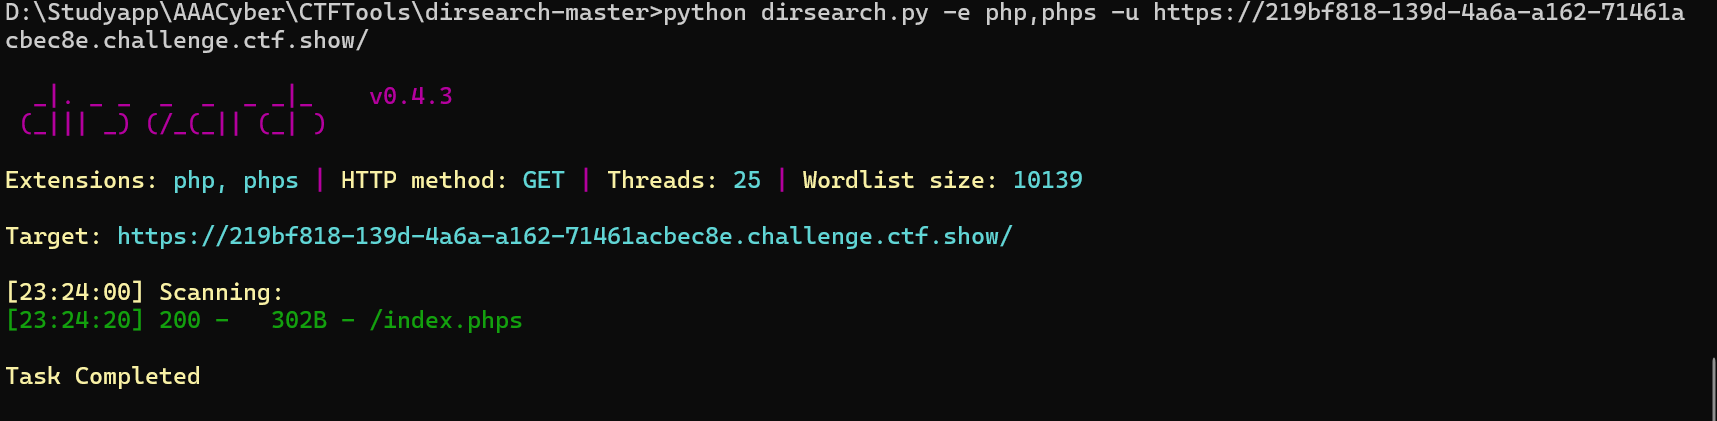 D:\Studyapp\AAACyber\CTFTools\dirsearch-master>python dirsearch.py -e php,phps -u https://219bf818-139d-4a6a-a162-71461a
cbec8e.challenge.ctf.show/
  _|. _ _  _  _  _ _|_    v0.4.3
 (_||| _) (/_(_|| (_| )
Extensions: php, phps | HTTP method: GET | Threads: 25 | Wordlist size: 10139
Target: https://219bf818-139d-4a6a-a162-71461acbec8e.challenge.ctf.show/
[23:24:00] Scanning:
[23:24:20] 200 -   302B - /index.phps
Task Completed